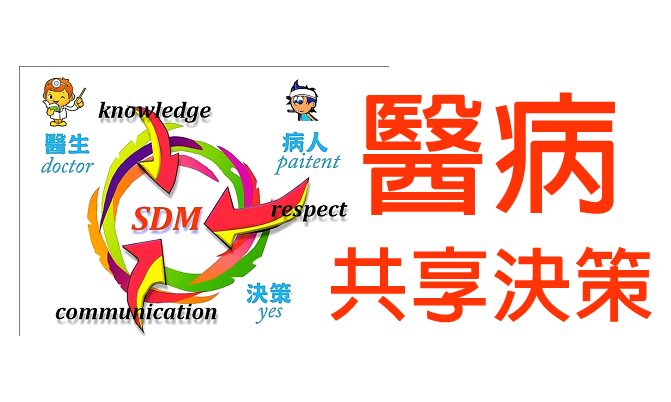 knowledge
醫生
doctor
病人
paitent
SDM
respect
communication
決策
yes
醫病
共享決策